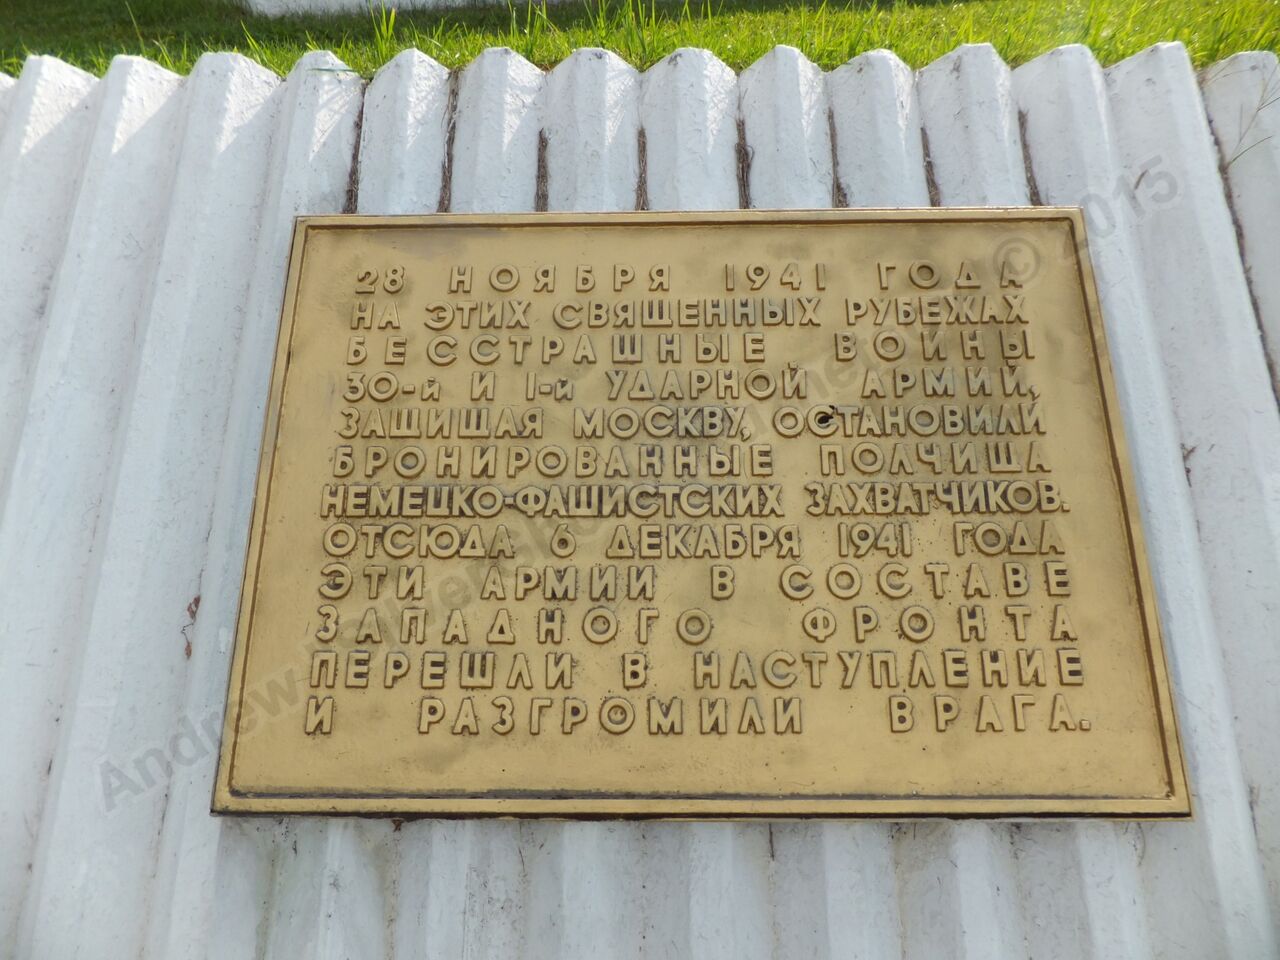 28 НОЯБРЯ 1941 ГОДА
НА ЭТИХ СВЯЩЕННЫХ РУБЕЖАХ
БЕССТРАШНЫЕ ВОИНЫ
30-й И 1-й УДАРНОЙ АРМИЙ,
ЗАЩИЩАЯ МОСКВУ, ОСТАНОВИЛИ
БРОНИРОВАННЫЕ ПОЛЧИЩА
НЕМЕЦКО-ФАШИСТСКИХ ЗАХВАТЧИКОВ.
ОТСЮДА 6 ДЕКАБРЯ 1941 ГОДА
ЭТИ АРМИИ В СОСТАВЕ
ЗАПАДНОГО ФРОНТА
ПЕРЕШЛИ В НАСТУПЛЕНИЕ
И РАЗГРОМИЛИ ВРАГА.